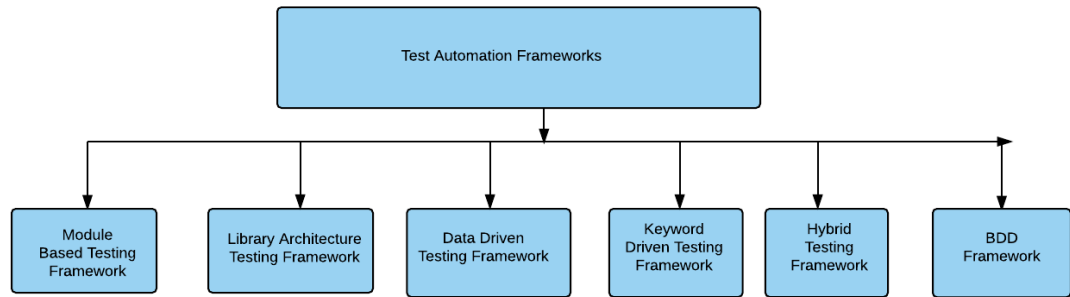 Test Automation Frameworks
Module
Based Testing
Framework
Library Architecture
Testing Framework
Data Driven
Testing Framework
Keyword
Driven Testing
Framework
Hybrid
Testing
Framework
BDD
Framework